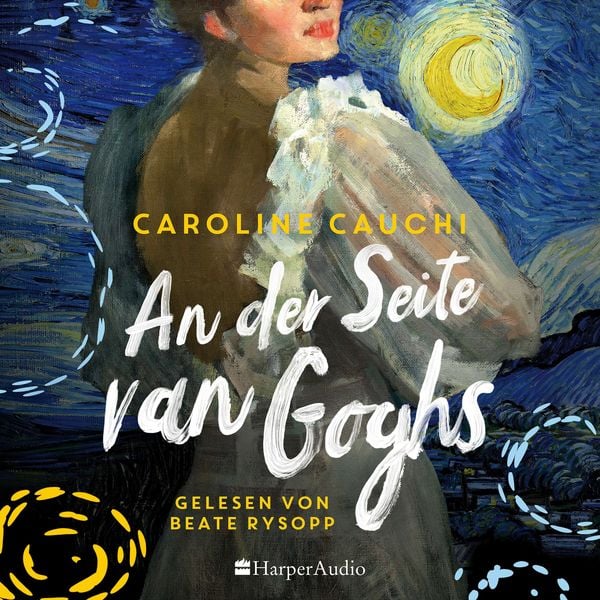 CAROLINE CAUCHI
An der Seite
van Goghs
GELESEN VON
BEATE RYSOPP
HarperAudio